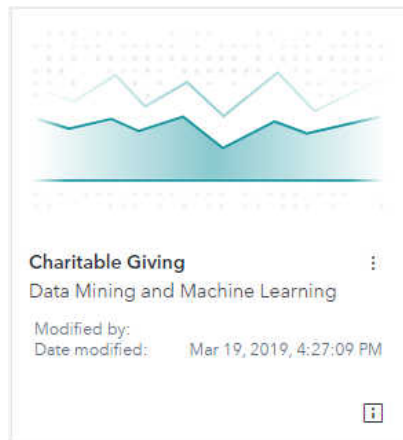 Charitable Giving
Data Mining and Machine Learning
Modified by:
Date modified: Mar 19, 2019, 4:27:09 PM